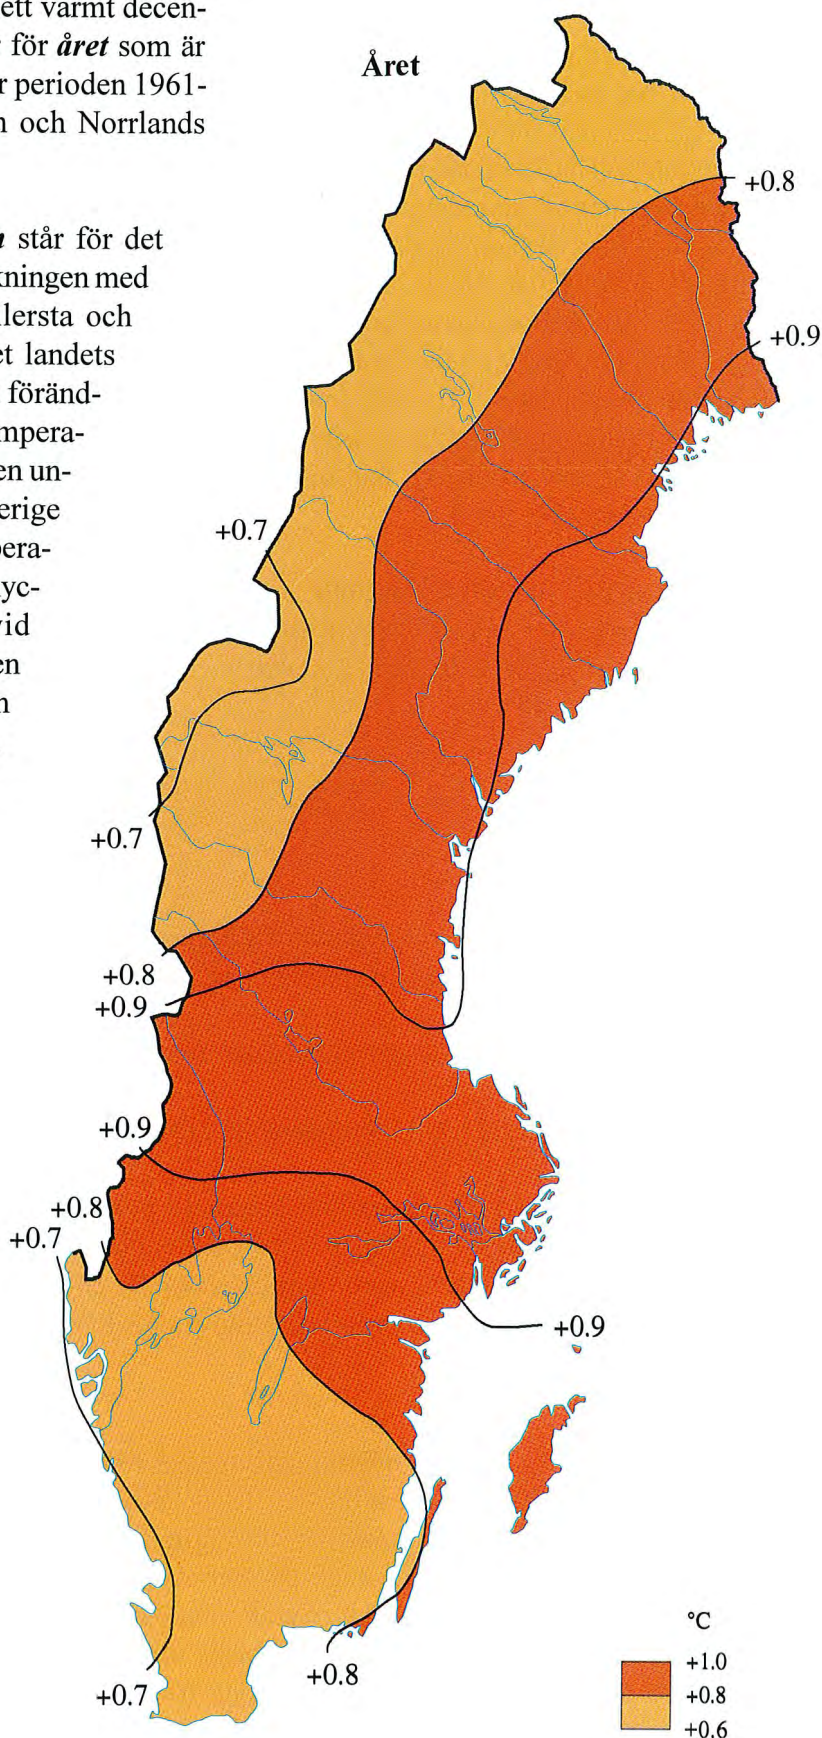 ett varmt decen-
för året som är
r perioden 1961-
och Norrlands
står för det
kningen med
llersta och
et landets
föränd-
mpera-
en un-
erige
pera-
yc-
vid
en
Året
+0.8
+0.9
+0.7
+0.7
+0.8
+0.9
+0.9
+0.8
+0.7
+0.9
+0.8
+0.7
°C
+1.0
+0.8
+0.6